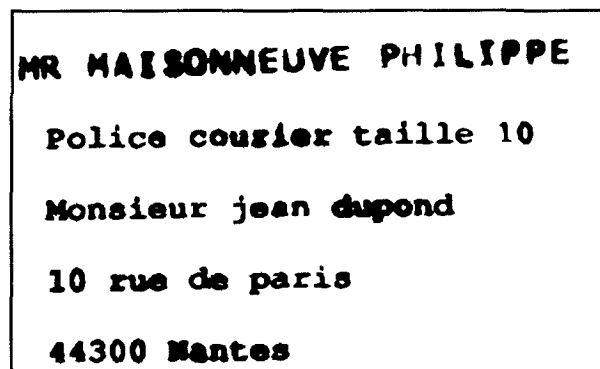 MR MAISONNEUVE PHILIPPE
Police courier taille 10
Monsieur jean dupond
10 rue de paris
44300 Nantes